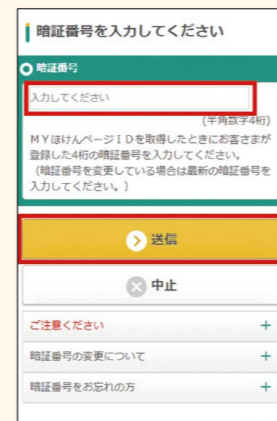 暗証番号を入力してください
暗証番号
入力してください
(半角数字4桁)
MYほけんページIDを取得したときにお客さまが
登録した4桁の暗証番号を入力してください。
(暗証番号を変更している場合は最新の暗証番号を
入力してください。)
送信
中止
ご注意ください
暗証番号の変更について
暗証番号をお忘れの方